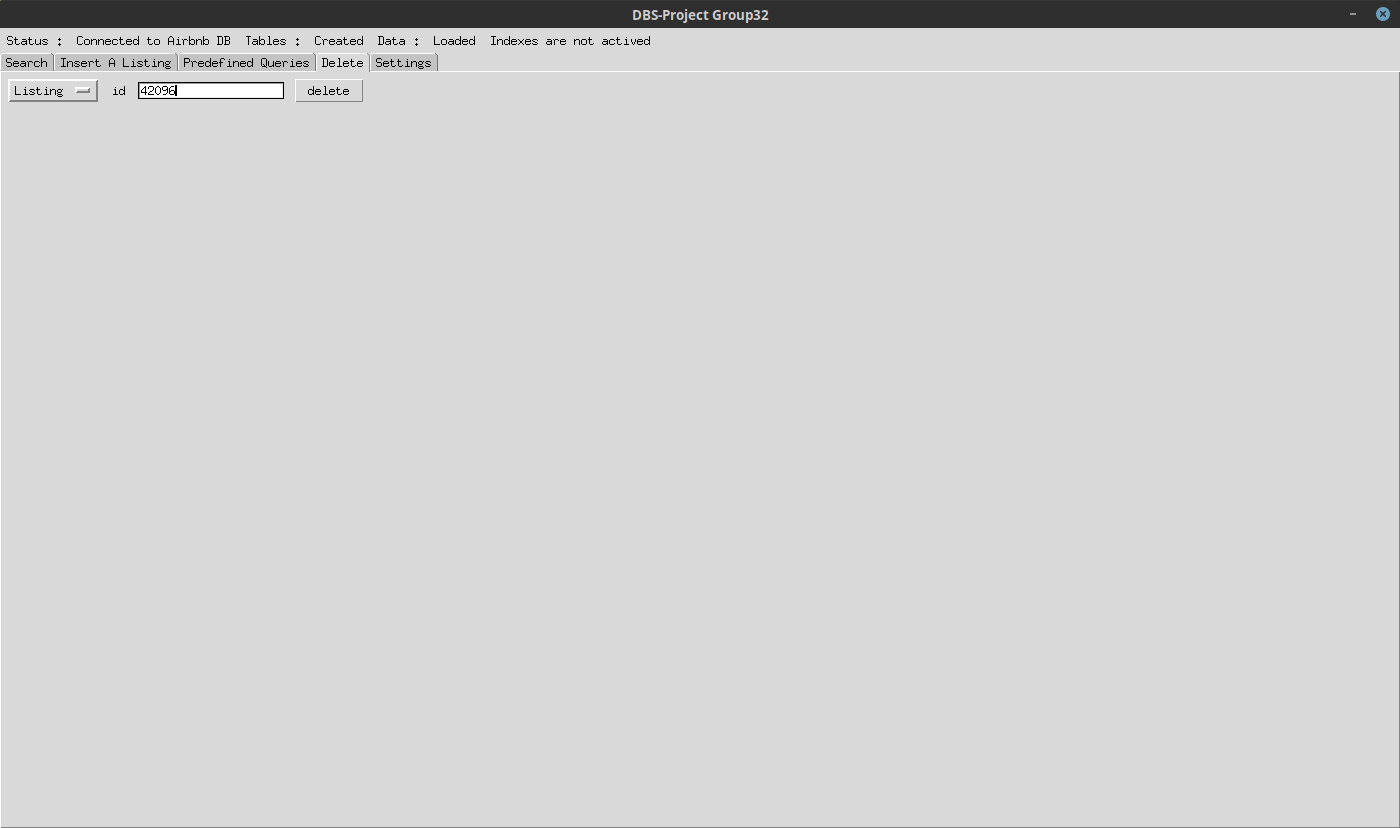 DBS-Project Group32
Status :  Connected to Airbnb DB  Tables :  Created  Data :  Loaded  Indexes are not actived
Search  Insert A Listing  Predefined Queries  Delete  Settings
Listing  id  42096  delete